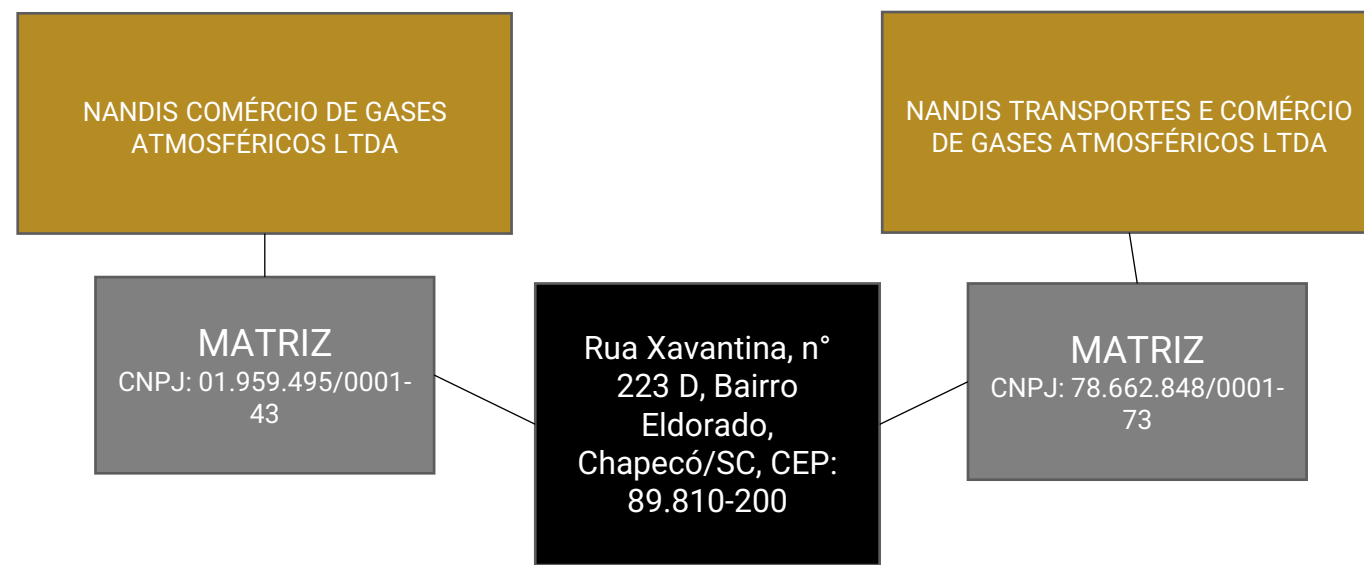 NANDIS COMÉRCIO DE GASES
ATMOSFÉRICOS LTDA
NANDIS TRANSPORTES E COMÉRCIO
DE GASES ATMOSFÉRICOS LTDA
MATRIZ
CNPJ: 01.959.495/0001-
43
Rua Xavantina, n°
223 D, Bairro
Eldorado,
Chapecó/SC, CEP:
89.810-200
MATRIZ
CNPJ: 78.662.848/0001-
73